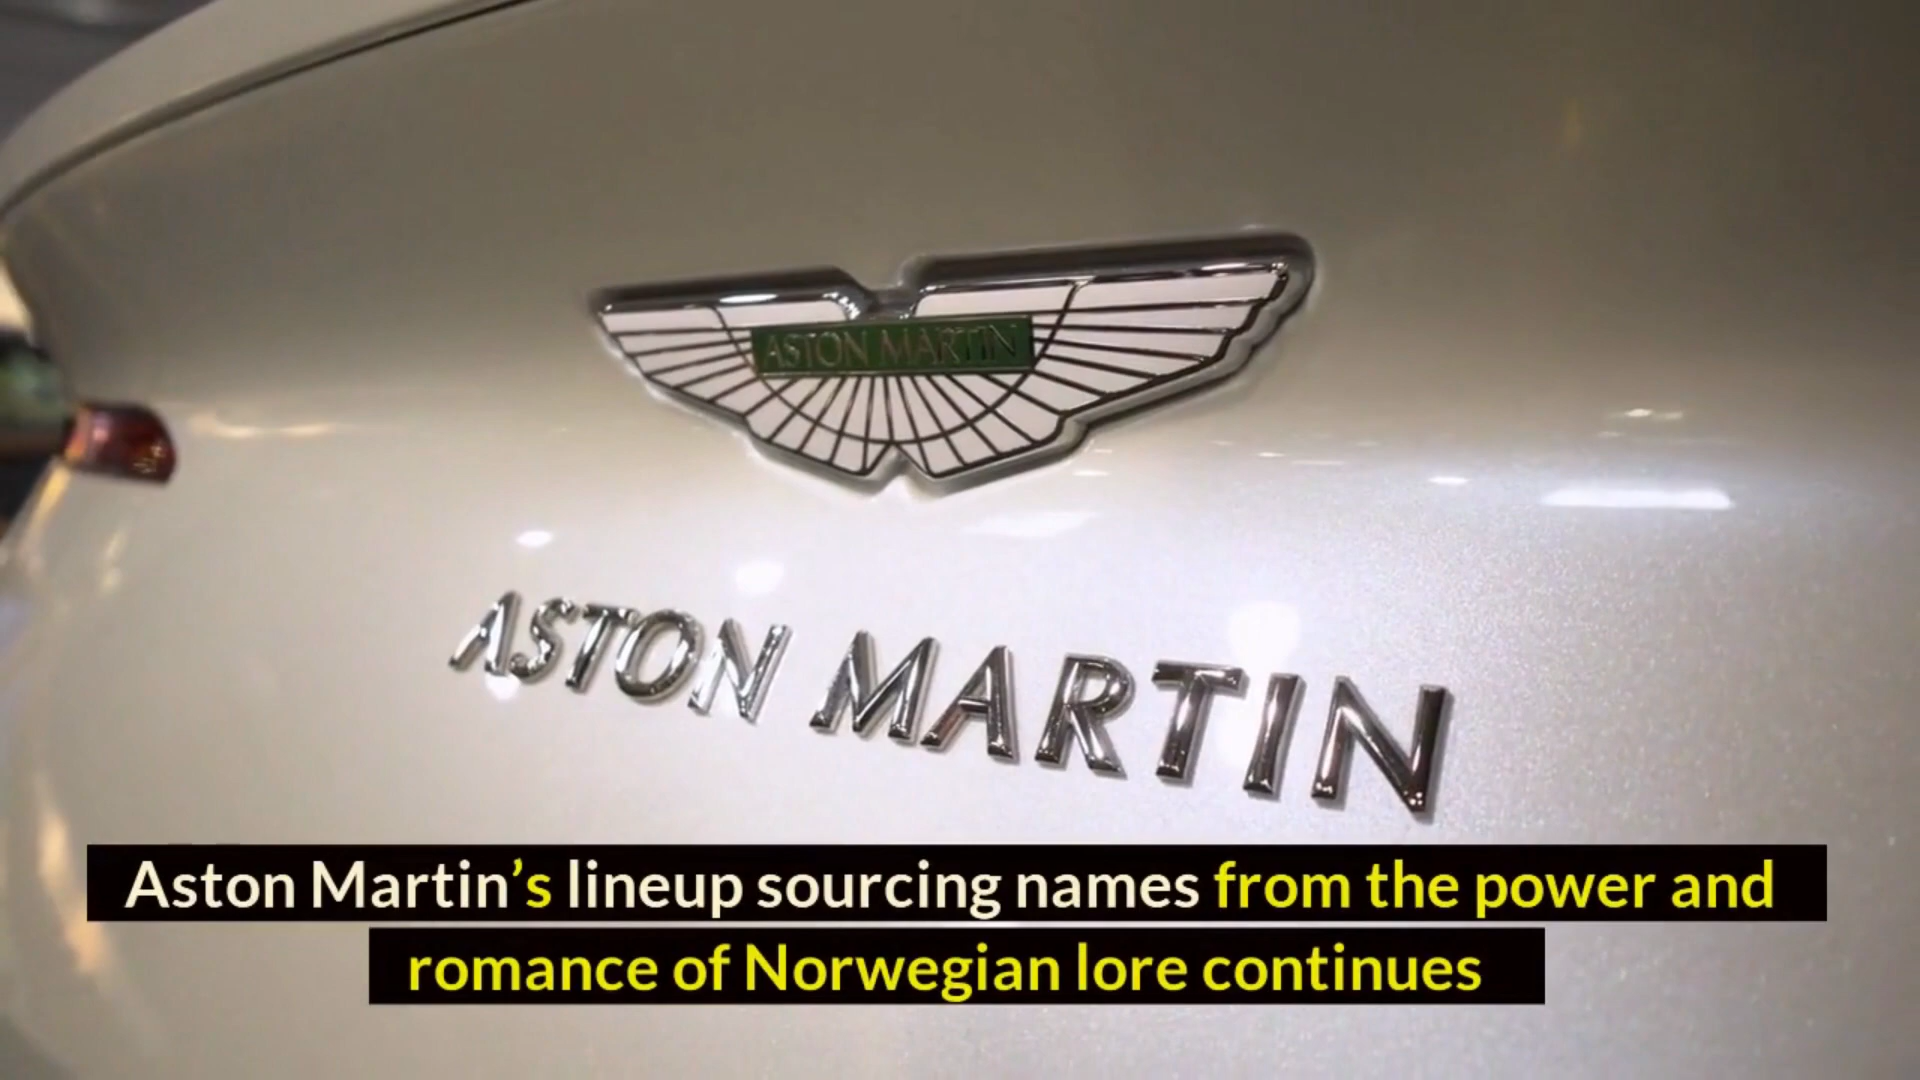 ASTON MARTIN
ASTON MARTIN
Aston Martin’s lineup sourcing names from the power and
romance of Norwegian lore continues